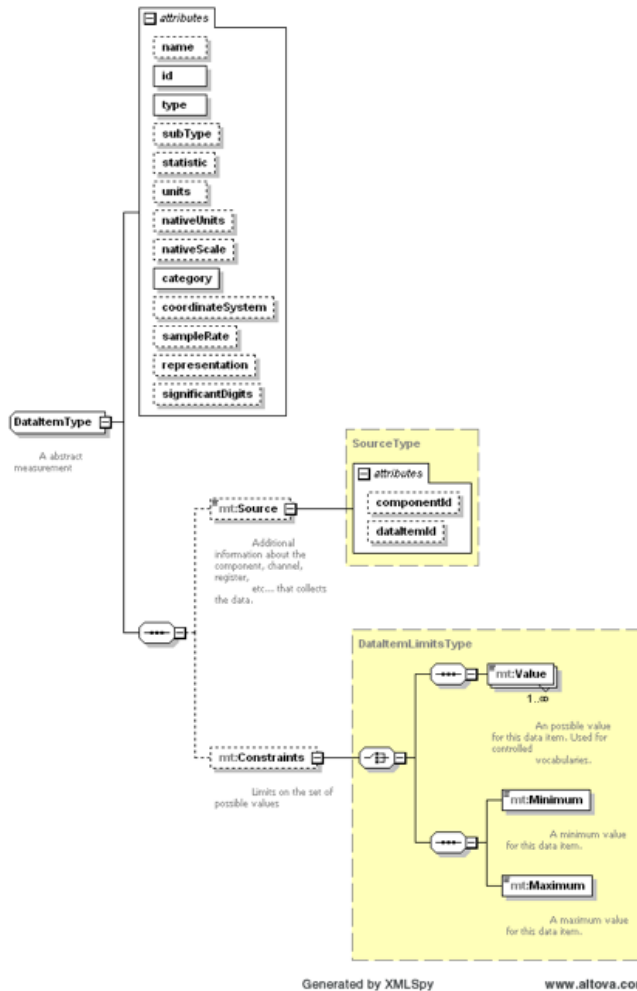 attributes
name
id
type
subType
statistic
units
nativeUnits
nativeScale
category
coordinateSystem
sampleRate
representation
significantDigits
DataItemType
A abstract
measurement
SourceType
attributes
componentId
dataItemId
mt:Source
Additional
information about the
component, channel,
register,
etc.... that collects
the data.
DataItemLimitsType
mt:Value
1..∞
An possible value
for this data item. Used for
controlled
vocabularies.
mt:Constraints
Limits on the set of
possible values
mt:Minimum
A minimum value
for this data item.
mt:Maximum
A maximum value
for this data item.
Generated by XMLSpy
www.altova.com